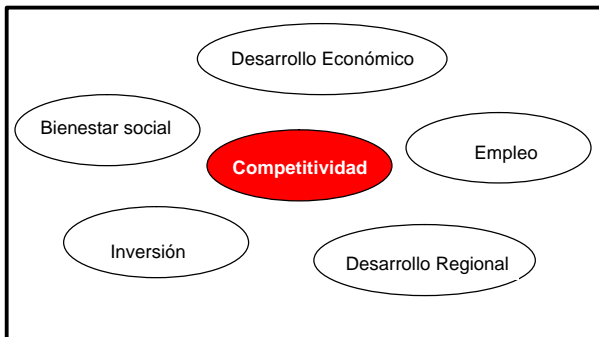 Desarrollo Económico
Bienestar social
Competitividad
Empleo
Inversión
Desarrollo Regional